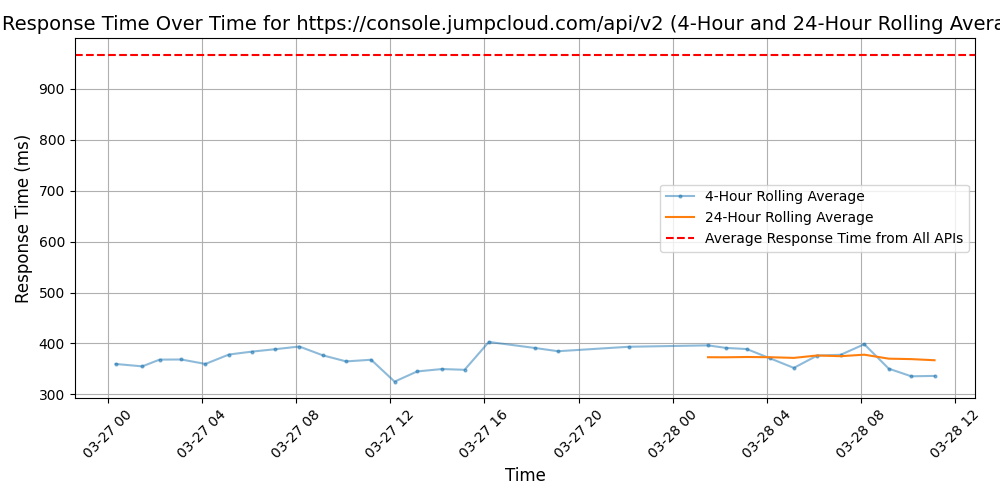 Response Time Over Time for https://console.jumpcloud.com/api/v2 (4-Hour and 24-Hour Rolling Avera
Response Time (ms)
900
800
700
600
500
400
300
4-Hour Rolling Average
24-Hour Rolling Average
Average Response Time from All APIs
03-27 00
03-27 04
03-27 08
03-27 12
03-27 16
03-27 20
03-28 00
03-28 04
03-28 08
03-28 12
Time